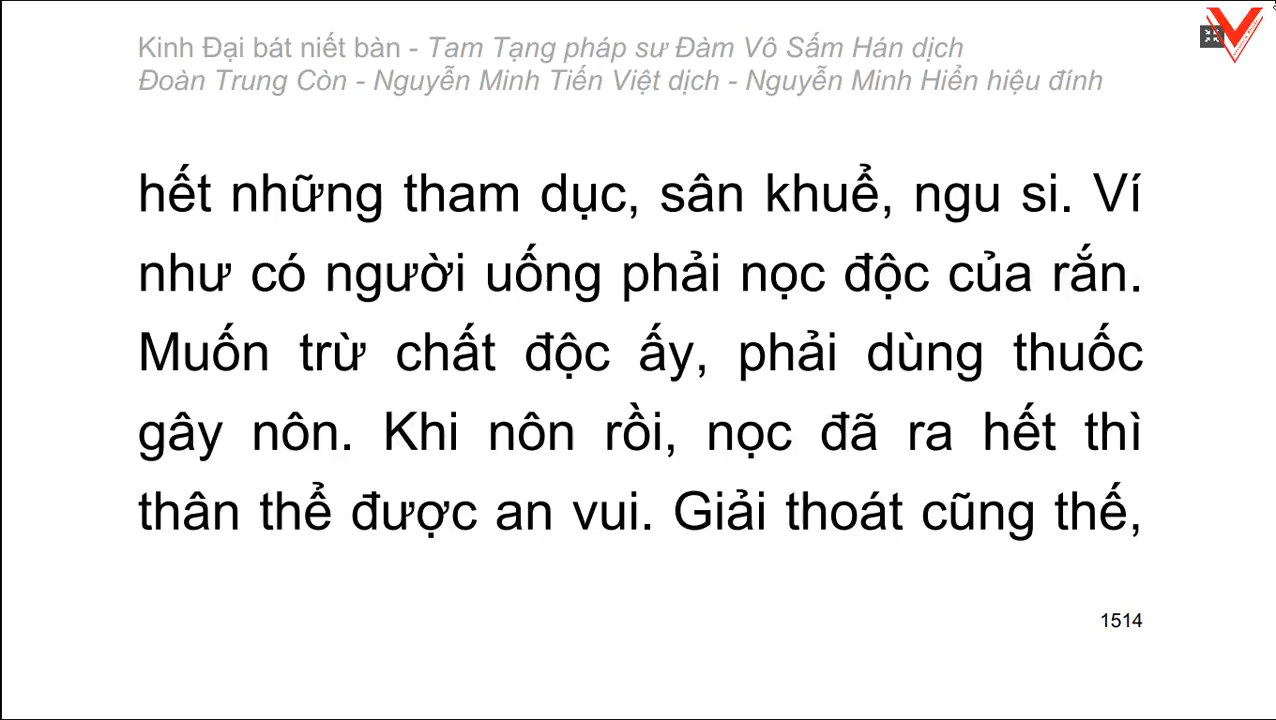 Kinh Đại bát niết bàn - Tam Tạng pháp sư Đàm Vô Sấm Hán dịch
Đoàn Trung Còn - Nguyễn Minh Tiến Việt dịch - Nguyễn Minh Hiển hiệu đính
hết những tham dục, sân khuể, ngu si. Ví
như có người uống phải nọc độc của rắn.
Muốn trừ chất độc ấy, phải dùng thuốc
gây nôn. Khi nôn rồi, nọc đã ra hết thì
thân thể được an vui. Giải thoát cũng thế,
1514